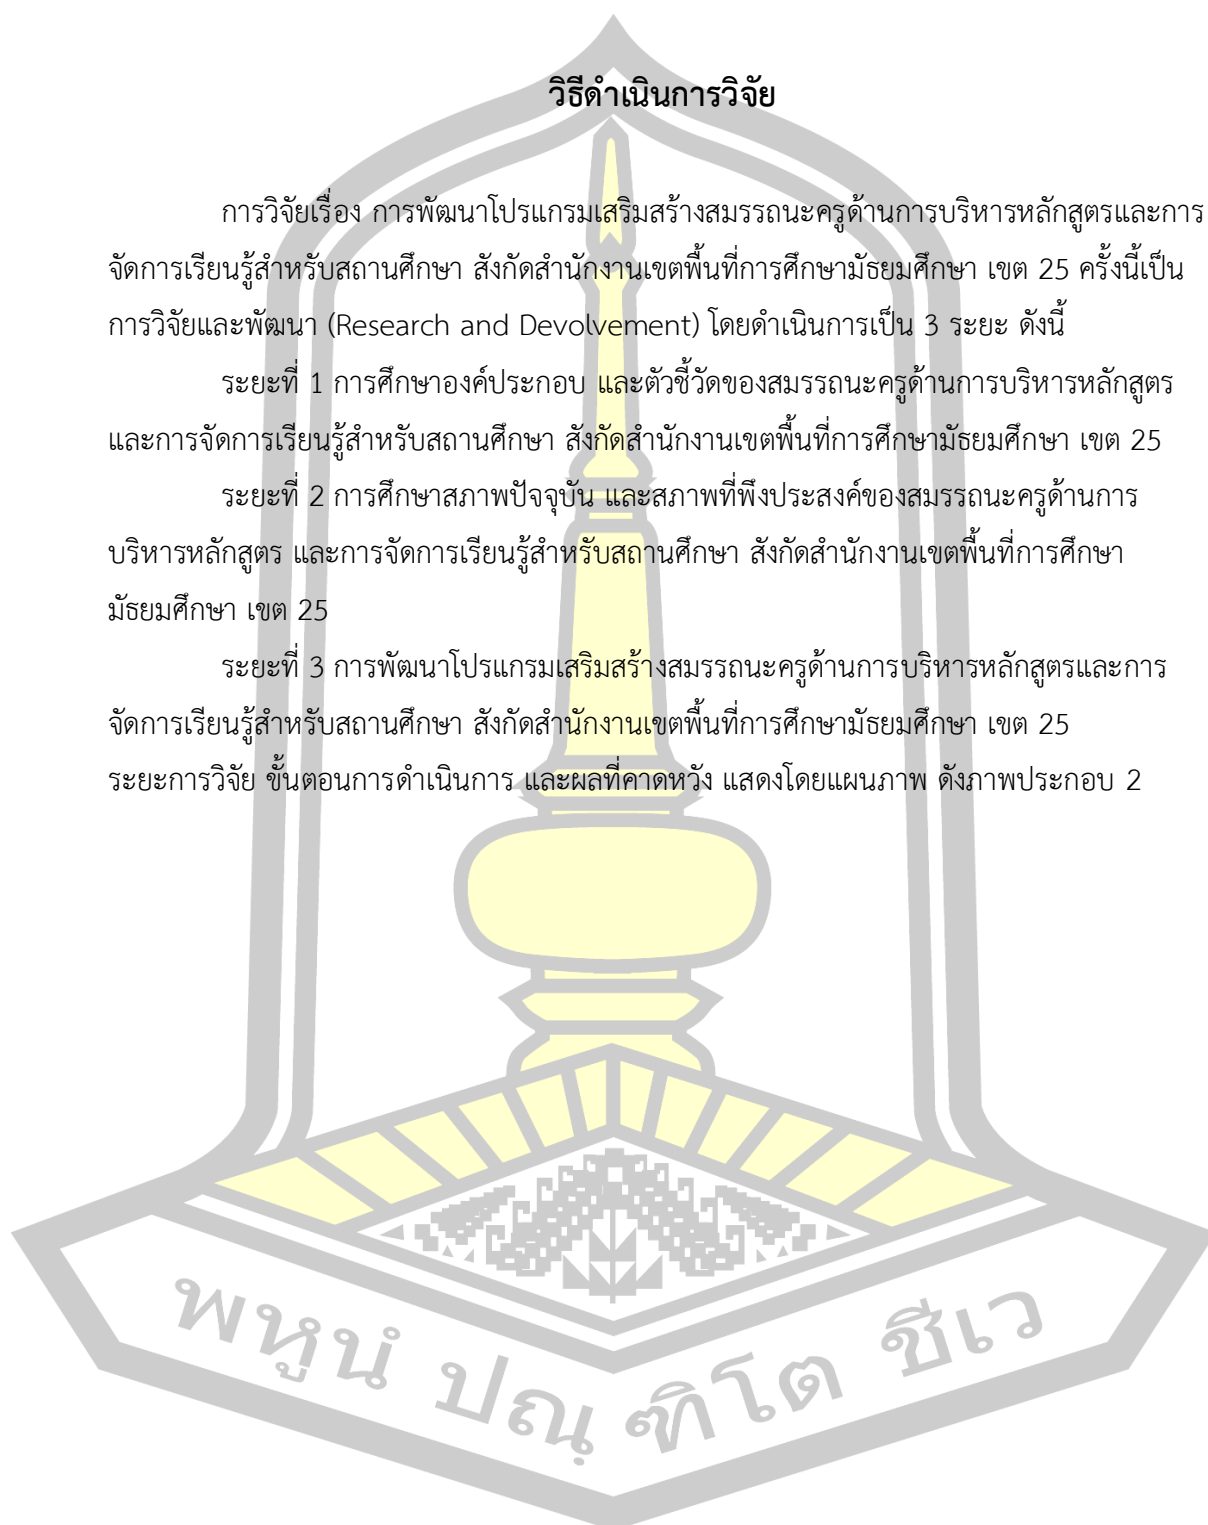 วิธีดำเนินการวิจัย
การวิจัยเรื่อง การพัฒนาโปรแกรมเสริมสร้างสมรรถนะครูด้านการบริหารหลักสูตรและการ
จัดการเรียนรู้สำหรับสถานศึกษา สังกัดสำนักงานเขตพื้นที่การศึกษามัธยมศึกษา เขต 25 ครั้งนี้เป็น
การวิจัยและพัฒนา (Research and Devolvement) โดยดำเนินการเป็น 3 ระยะ ดังนี้
ระยะที่ 1 การศึกษาองค์ประกอบ และตัวชี้วัดของสมรรถนะครูด้านการบริหารหลักสูตร
และการจัดการเรียนรู้สำหรับสถานศึกษา สังกัดสำนักงานเขตพื้นที่การศึกษามัธยมศึกษา เขต 25
ระยะที่ 2 การศึกษาสภาพปัจจุบัน และสภาพที่พึงประสงค์ของสมรรถนะครูด้านการ
บริหารหลักสูตร และการจัดการเรียนรู้สำหรับสถานศึกษา สังกัดสำนักงานเขตพื้นที่การศึกษา
มัธยมศึกษา เขต 25
ระยะที่ 3 การพัฒนาโปรแกรมเสริมสร้างสมรรถนะครูด้านการบริหารหลักสูตรและการ
จัดการเรียนรู้สำหรับสถานศึกษา สังกัดสำนักงานเขตพื้นที่การศึกษามัธยมศึกษา เขต 25
ระยะการวิจัย ขั้นตอนการดำเนินการ และผลที่คาดหวัง แสดงโดยแผนภาพ ดังภาพประกอบ 2
พหูนํ ปณฺฑิโต ชีเว